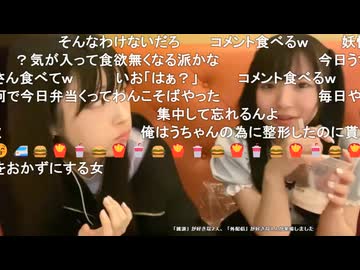 そんなわけないだろ　コメント食べるw　妖
？気が入って食欲無くなる派かな　今日う
さん食べてw　いお「はぁ？」　コメント食べるw
何で今日弁当くってわんこそばやった　毎日や
集中して忘れるんよ
俺はうちゃんの為に整形したのに貰
をおかずにする女